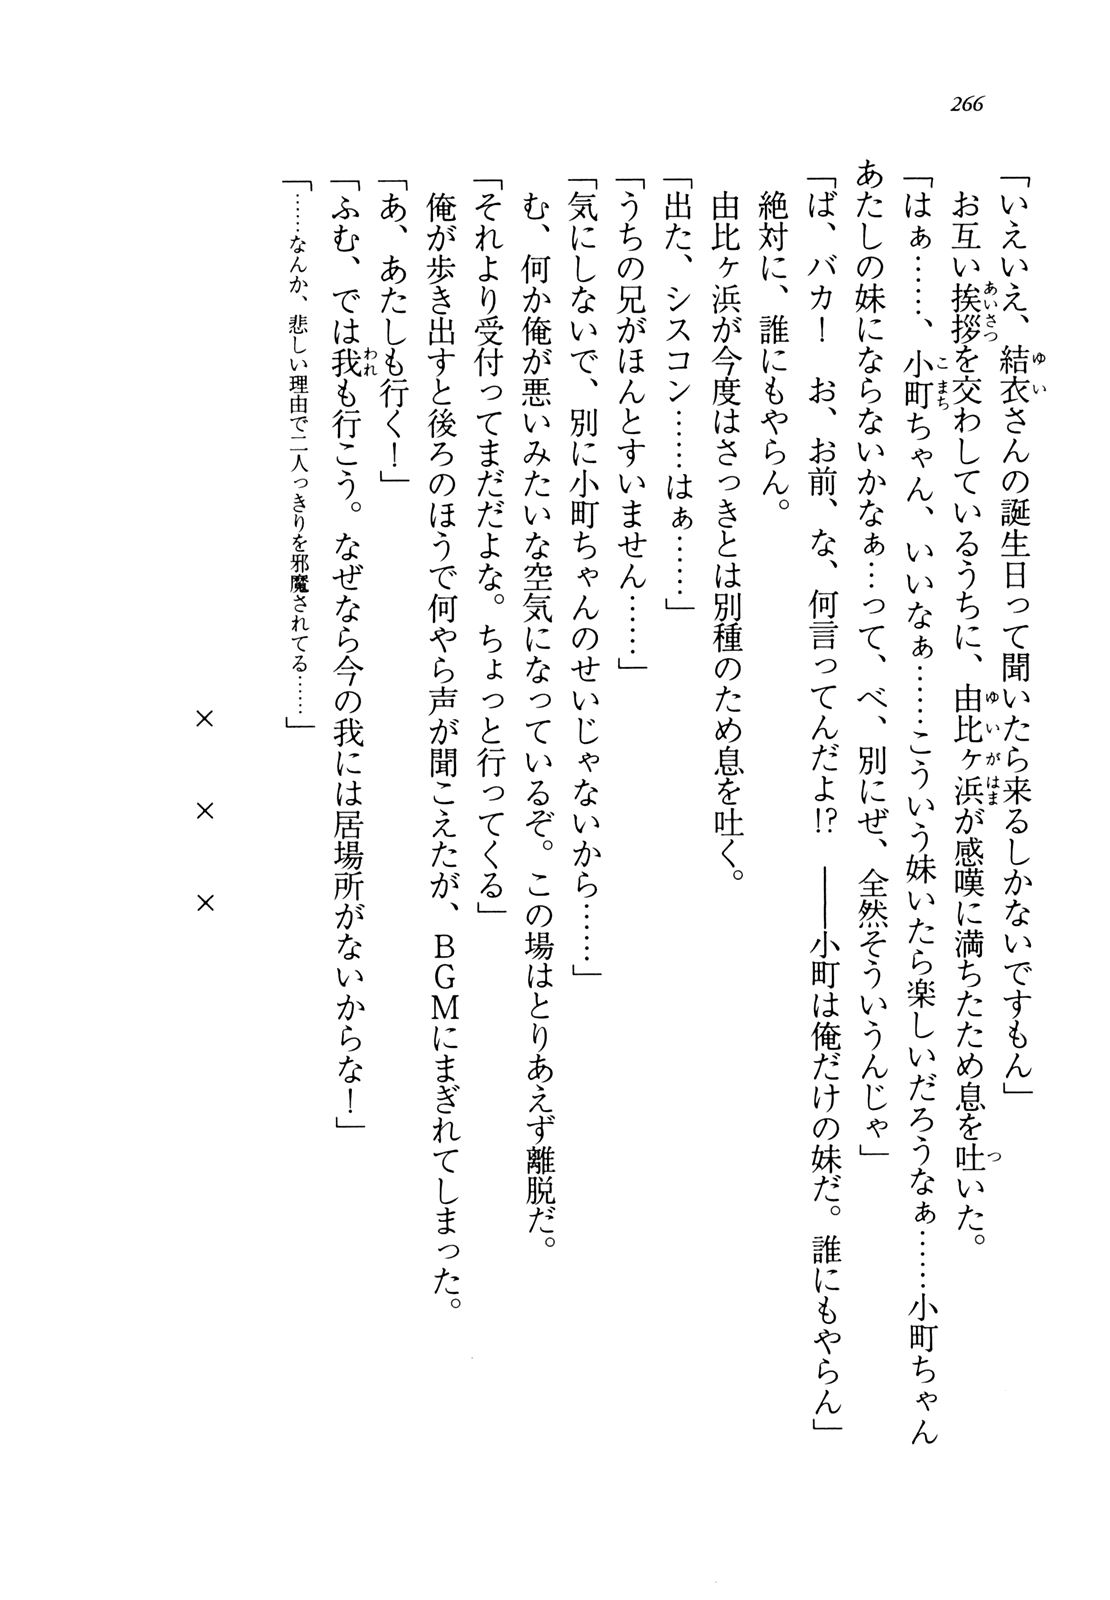 266
「いえいえ、結衣さんの誕生日って聞いたら来るしかないですもん」
お互い挨拶を交わしているうちに、由比ヶ浜が感嘆に満ちたため息を吐いた。
「はぁ……、小町ちゃん、いいなぁ……こういう妹いたら楽しいだろうなぁ……小町ちゃん
あたしの妹にならないかなぁ…って、べ、別にぜ、全然そういうんじゃ」
「ば、バカ！　お、お前、な、何言ってんだよ!?　――小町は俺だけの妹だ。誰にもやらん」
絶対に、誰にもやらん。
由比ヶ浜が今度はさっきとは別種のため息を吐く。
「出た、シスコン……はぁ……」
「うちの兄がほんとすいません……」
「気にしないで、別に小町ちゃんのせいじゃないから……」
む、何か俺が悪いみたいな空気になっているぞ。この場はとりあえず離脱だ。
「それより受付ってまだだよな。ちょっと行ってくる」
俺が歩き出すと後ろのほうで何やら声が聞こえたが、BGMにまぎれてしまった。
「あ、あたしも行く！」
「ふむ、では我も行こう。なぜなら今の我には居場所がないからな！」
「……なんか、悲しい理由で二人っきりを邪魔されてる……」
×　×　×